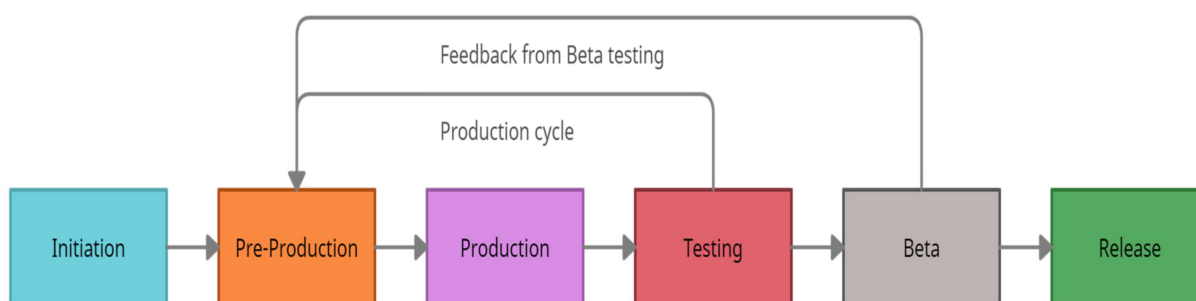 Feedback from Beta testing
Production cycle
Initiation
Pre-Production
Production
Testing
Beta
Release